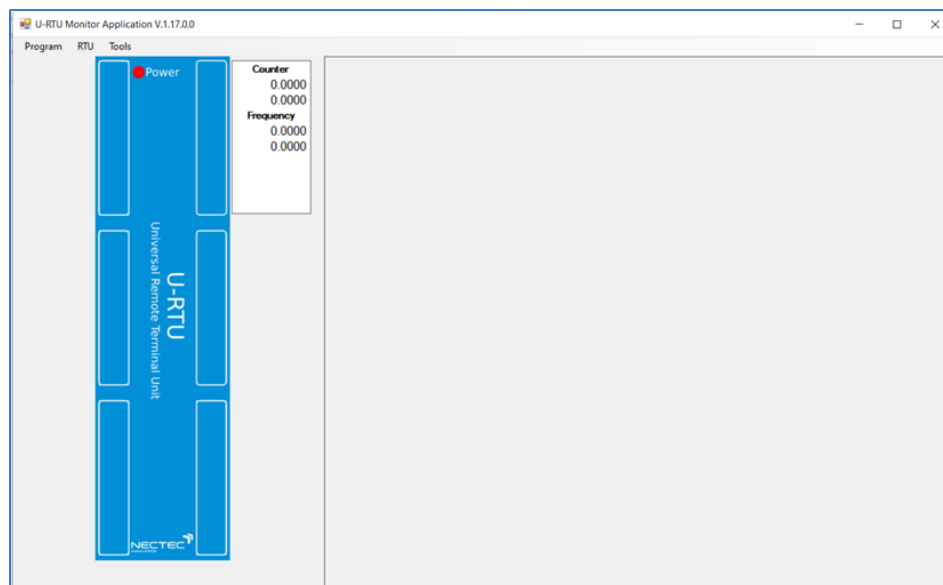 U-RTU Monitor Application V.1.17.0.0
Program RTU Tools
Power
Counter
0.0000
0.0000
Frequency
0.0000
0.0000
U-RTU
Universal Remote Terminal Unit
NECTEC